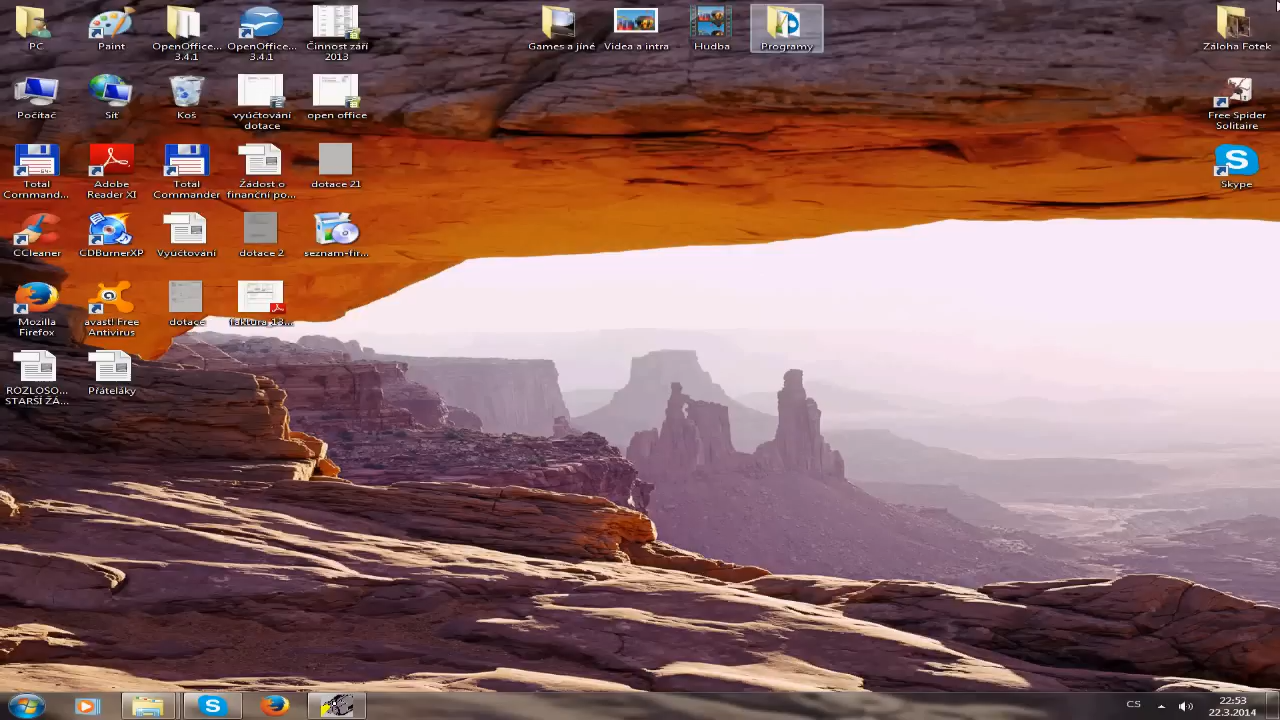 PC
Paint
OpenOffice...
3.4.1
OpenOffice...
3.4.1
Činnost září
2013
Games a jiné
Videa a intra
Hudba
Programy
Záloha Fotek
Počítač
Síť
Koš
vyúčtování
dotace
open office
Free Spider
Solitaire
Total
Command...
Adobe
Reader XI
Total
Commander
Žádost o
finanční po...
dotace 21
Skype
CCleaner
CDBurnerXP
Vyúčtování
dotace 2
seznam-fir...
Mozilla
Firefox
avast! Free
Antivirus
dotace
faktura 13...
ROZLOSO...
STARŠÍ ŽÁ...
Přáteláky
CS
22:53
22.3.2014